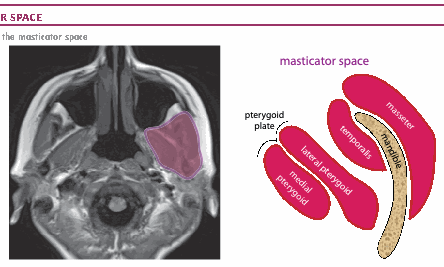 R SPACE
the masticator space
masticator space
pterygoid
plate
masseter
temporalis
mandible
lateral pterygoid
medial
pterygoid